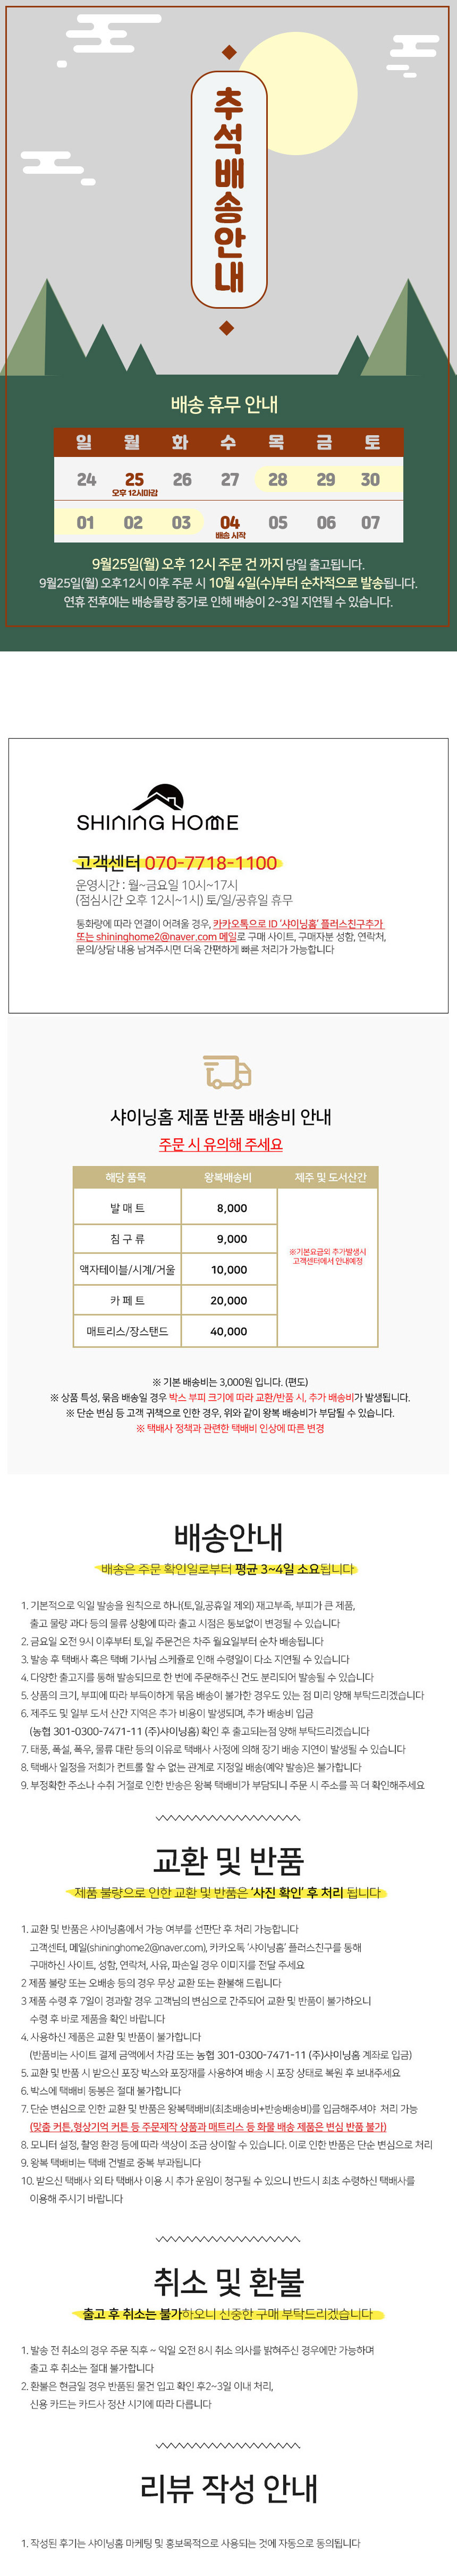 추석배송안내
배송 휴무 안내
일 월 화 수 목 금 토
24 25 26 27 28 29 30
오후 12시마감
01 02 03 04 05 06 07
배송 시작
9월25일(월) 오후 12시 주문 건 까지 당일 출고됩니다.
9월25일(월) 오후12시 이후 주문 시 10월 4일(수)부터 순차적으로 발송됩니다.
연휴 전후에는 배송물량 증가로 인해 배송이 2~3일 지연될 수 있습니다.
SHINING HOME
고객센터 070-7718-1100
운영시간 : 월~금요일 10시~17시
(점심시간 오후 12시~1시) 토/일/공휴일 휴무
통화량에 따라 연결이 어려울 경우, 카카오톡으로 ID '샤이닝홈' 플러스친구추가
또는 shininghome2@naver.com 메일로 구매 사이트, 구매자분 성함, 연락처,
문의/상담 내용 남겨주시면 더욱 간편하게 빠른 처리가 가능합니다
샤이닝홈 제품 반품 배송비 안내
주문 시 유의해 주세요
해당 품목 왕복배송비 제주 및 도서산간
발 매 트 8,000
침 구 류 9,000
※기본요금외 추가발생시
고객센터에서 안내예정
액자테이블/시계/거울 10,000
카 페 트 20,000
매트리스/장스탠드 40,000
※ 기본 배송비는 3,000원 입니다. (편도)
※ 상품 특성, 묶음 배송일 경우 박스 부피 크기에 따라 교환/반품 시, 추가 배송비가 발생됩니다.
※ 단순 변심 등 고객 귀책으로 인한 경우, 위와 같이 왕복 배송비가 부담될 수 있습니다.
※ 택배사 정책과 관련한 택배비 인상에 따른 변경
배송안내
배송은 주문 확인일로부터 평균 3~4일 소요됩니다
1. 기본적으로 익일 발송을 원칙으로 하나(토,일,공휴일 제외) 재고부족, 부피가 큰 제품,
출고 물량 과다 등의 물류 상황에 따라 출고 시점은 통보없이 변경될 수 있습니다
2. 금요일 오전 9시 이후부터 토,일 주문건은 차주 월요일부터 순차 배송됩니다
3. 발송 후 택배사 혹은 택배 기사님 스케쥴로 인해 수령일이 다소 지연될 수 있습니다
4. 다양한 출고지를 통해 발송되므로 한 번에 주문해주신 건도 분리되어 발송될 수 있습니다
5. 상품의 크기, 부피에 따라 부득이하게 묶음 배송이 불가한 경우도 있는 점 미리 양해 부탁드리겠습니다
6. 제주도 및 일부 도서 산간 지역은 추가 비용이 발생되며, 추가 배송비 입금
(농협 301-0300-7471-11 (주)샤이닝홈) 확인 후 출고되는점 양해 부탁드리겠습니다
7. 태풍, 폭설, 폭우, 물류 대란 등의 이유로 택배사 사정에 의해 장기 배송 지연이 발생될 수 있습니다
8. 택배사 일정을 저희가 컨트롤 할 수 없는 관계로 지정일 배송(예약 발송)은 불가합니다
9. 부정확한 주소나 수취 거절로 인한 반송은 왕복 택배비가 부담되니 주문 시 주소를 꼭 더 확인해주세요
교환 및 반품
제품 불량으로 인한 교환 및 반품은 '사진 확인' 후 처리 됩니다
1. 교환 및 반품은 샤이닝홈에서 가능 여부를 선판단 후 처리 가능합니다
고객센터, 메일(shininghome2@naver.com), 카카오톡 '샤이닝홈' 플러스친구를 통해
구매하신 사이트, 성함, 연락처, 사유, 파손일 경우 이미지를 전달 주세요
2 제품 불량 또는 오배송 등의 경우 무상 교환 또는 환불해 드립니다
3 제품 수령 후 7일이 경과할 경우 고객님의 변심으로 간주되어 교환 및 반품이 불가하오니
수령 후 바로 제품을 확인 바랍니다
4. 사용하신 제품은 교환 및 반품이 불가합니다
(반품비는 사이트 결제 금액에서 차감 또는 농협 301-0300-7471-11 (주)샤이닝홈 계좌로 입금)
5. 교환 및 반품 시 받으신 포장 박스와 포장재를 사용하여 배송 시 포장 상태로 복원 후 보내주세요
6. 박스에 택배비 동봉은 절대 불가합니다
7. 단순 변심으로 인한 교환 및 반품은 왕복택배비(최초배송비+반송배송비)를 입금해주셔야 처리 가능
(맞춤 커튼,형상기억 커튼 등 주문제작 상품과 매트리스 등 화물 배송 제품은 변심 반품 불가)
8. 모니터 설정, 촬영 환경 등에 따라 색상이 조금 상이할 수 있습니다. 이로 인한 반품은 단순 변심으로 처리
9. 왕복 택배비는 택배 건별로 중복 부과됩니다
10. 받으신 택배사 외 타 택배사 이용 시 추가 운임이 청구될 수 있으니 반드시 최초 수령하신 택배사를
이용해 주시기 바랍니다
취소 및 환불
출고 후 취소는 불가하오니 신중한 구매 부탁드리겠습니다
1. 발송 전 취소의 경우 주문 직후 ~ 익일 오전 8시 취소 의사를 밝혀주신 경우에만 가능하며
출고 후 취소는 절대 불가합니다
2. 환불은 현금일 경우 반품된 물건 입고 확인 후2~3일 이내 처리,
신용 카드는 카드사 정산 시기에 따라 다릅니다
리뷰 작성 안내
1. 작성된 후기는 샤이닝홈 마케팅 및 홍보목적으로 사용되는 것에 자동으로 동의됩니다